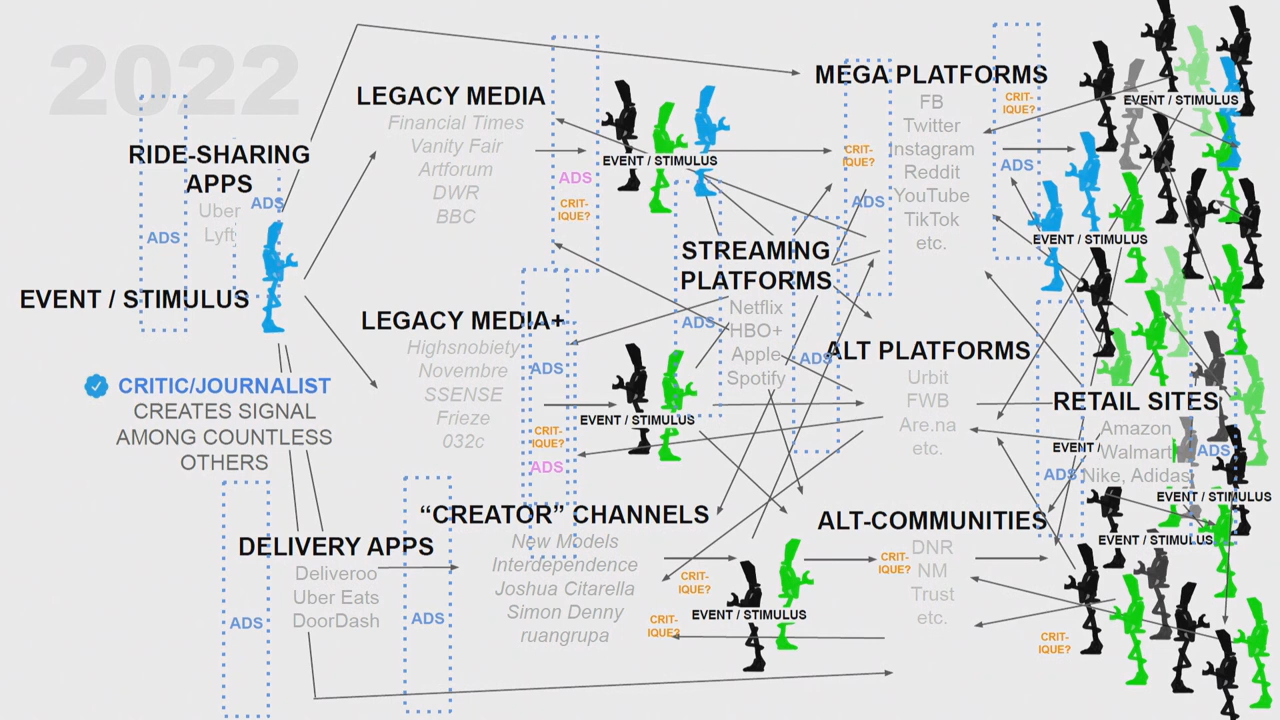 2022
RIDE-SHARING
APPS
Uber
Lyft
ADS
ADS
EVENT / STIMULUS
CRITIC/JOURNALIST
CREATES SIGNAL
AMONG COUNTLESS
OTHERS
ADS
DELIVERY APPS
Deliveroo
Uber Eats
DoorDash
ADS
LEGACY MEDIA
Financial Times
Vanity Fair
Artforum
DWR
BBC
ADS
CRIT-
IQUE?
EVENT / STIMULUS
LEGACY MEDIA+
Highsnobiety
Novembre
SSENSE
Frieze
032c
ADS
CRIT-
IQUE?
ADS
EVENT / STIMULUS
“CREATOR” CHANNELS
New Models
Interdependence
Joshua Citarella
Simon Denny
ruangrupa
CRIT-
IQUE?
CRIT-
IQUE?
EVENT / STIMULUS
STREAMING
PLATFORMS
Netflix
HBO+
Apple
Spotify
ADS
ADS
MEGA PLATFORMS
FB
Twitter
Instagram
Reddit
YouTube
TikTok
etc.
CRIT-
IQUE?
ADS
CRIT-
IQUE?
ADS
ALT PLATFORMS
Urbit
FWB
Are.na
etc.
ALT-COMMUNITIES
DNR
NM
Trust
etc.
CRIT-
IQUE?
CRIT-
IQUE?
EVENT / STIMULUS
EVENT / STIMULUS
RETAIL SITES
Amazon
Walmart
Nike, Adidas
ADS
ADS
EVENT /
EVENT / STIMULUS
EVENT / STIMULUS